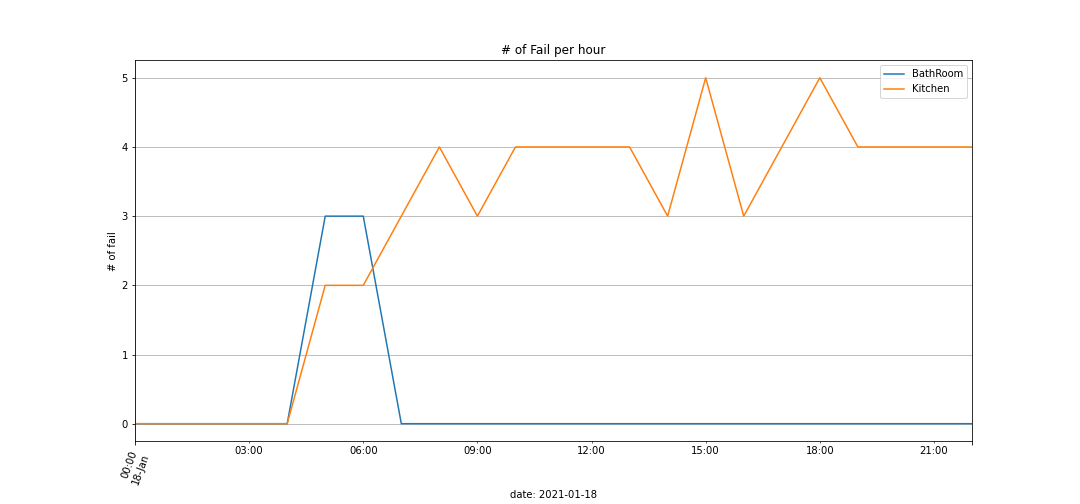 # of Fail per hour
BathRoom
Kitchen
# of fail
5
4
3
2
1
0
00:00
18-Jan
03:00
06:00
09:00
12:00
15:00
18:00
21:00
date: 2021-01-18